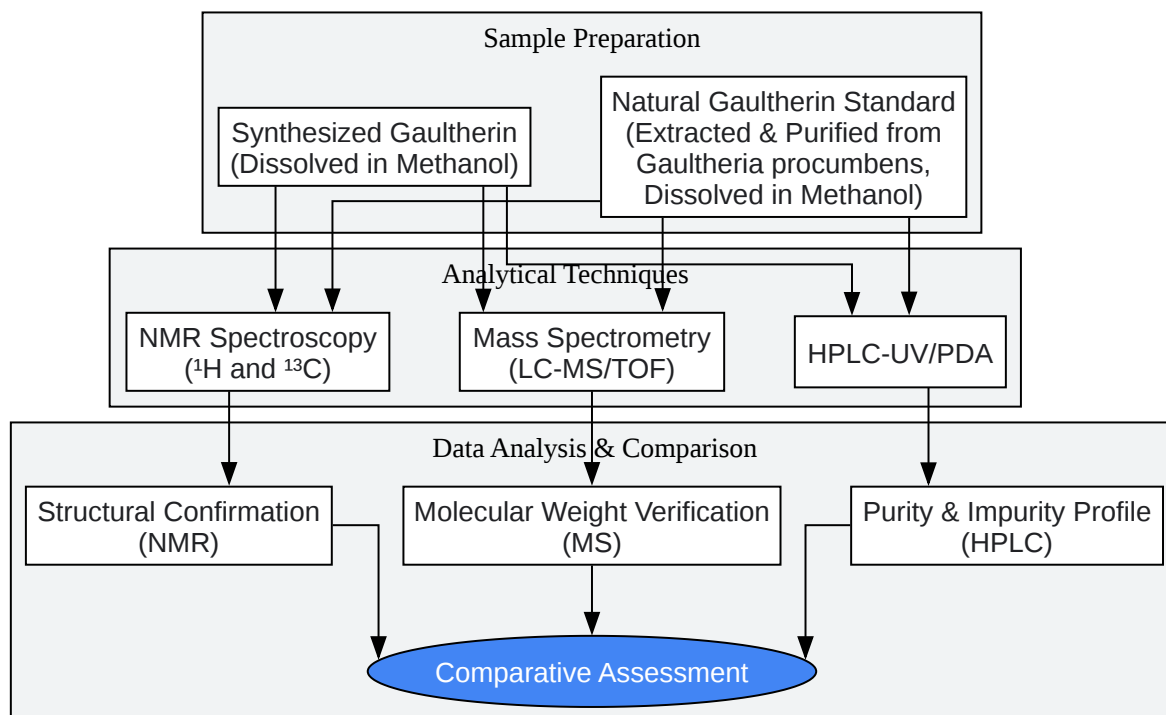 Sample Preparation
Synthesized Gaultherin
(Dissolved in Methanol)
Natural Gaultherin Standard
(Extracted & Purified from
Gaultheria procumbens,
Dissolved in Methanol)
Analytical Techniques
NMR Spectroscopy
(¹H and ¹³C)
Mass Spectrometry
(LC-MS/TOF)
HPLC-UV/PDA
Data Analysis & Comparison
Structural Confirmation
(NMR)
Molecular Weight Verification
(MS)
Purity & Impurity Profile
(HPLC)
Comparative Assessment